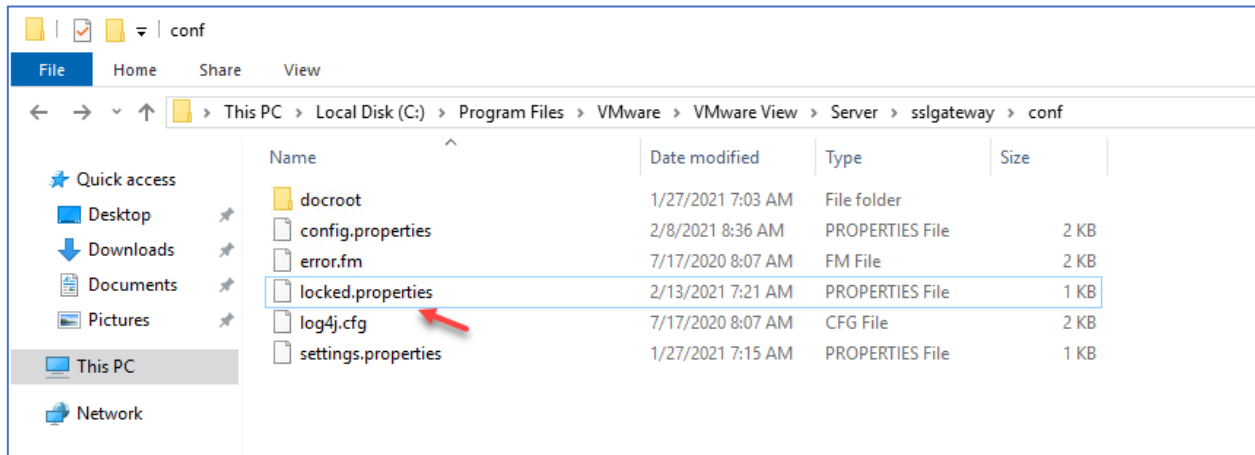 conf
File Home Share View
This PC > Local Disk (C:) > Program Files > VMware > VMware View > Server > sslgateway > conf
Name Date modified Type Size
Quick access
Desktop
Downloads
Documents
Pictures
This PC
Network
docroot 1/27/2021 7:03 AM File folder
config.properties 2/8/2021 8:36 AM PROPERTIES File 2 KB
error.fm 7/17/2020 8:07 AM FM File 2 KB
locked.properties 2/13/2021 7:21 AM PROPERTIES File 1 KB
log4j.cfg 7/17/2020 8:07 AM CFG File 2 KB
settings.properties 1/27/2021 7:15 AM PROPERTIES File 1 KB